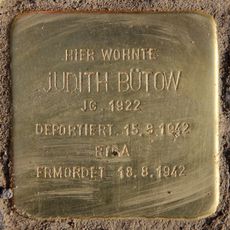 HIER WOHNTE
JUDITH BÜTOW
JG. 1922
DEPORTIERT 15.8.1942
RIGA
ERMORDET 18.8.1942